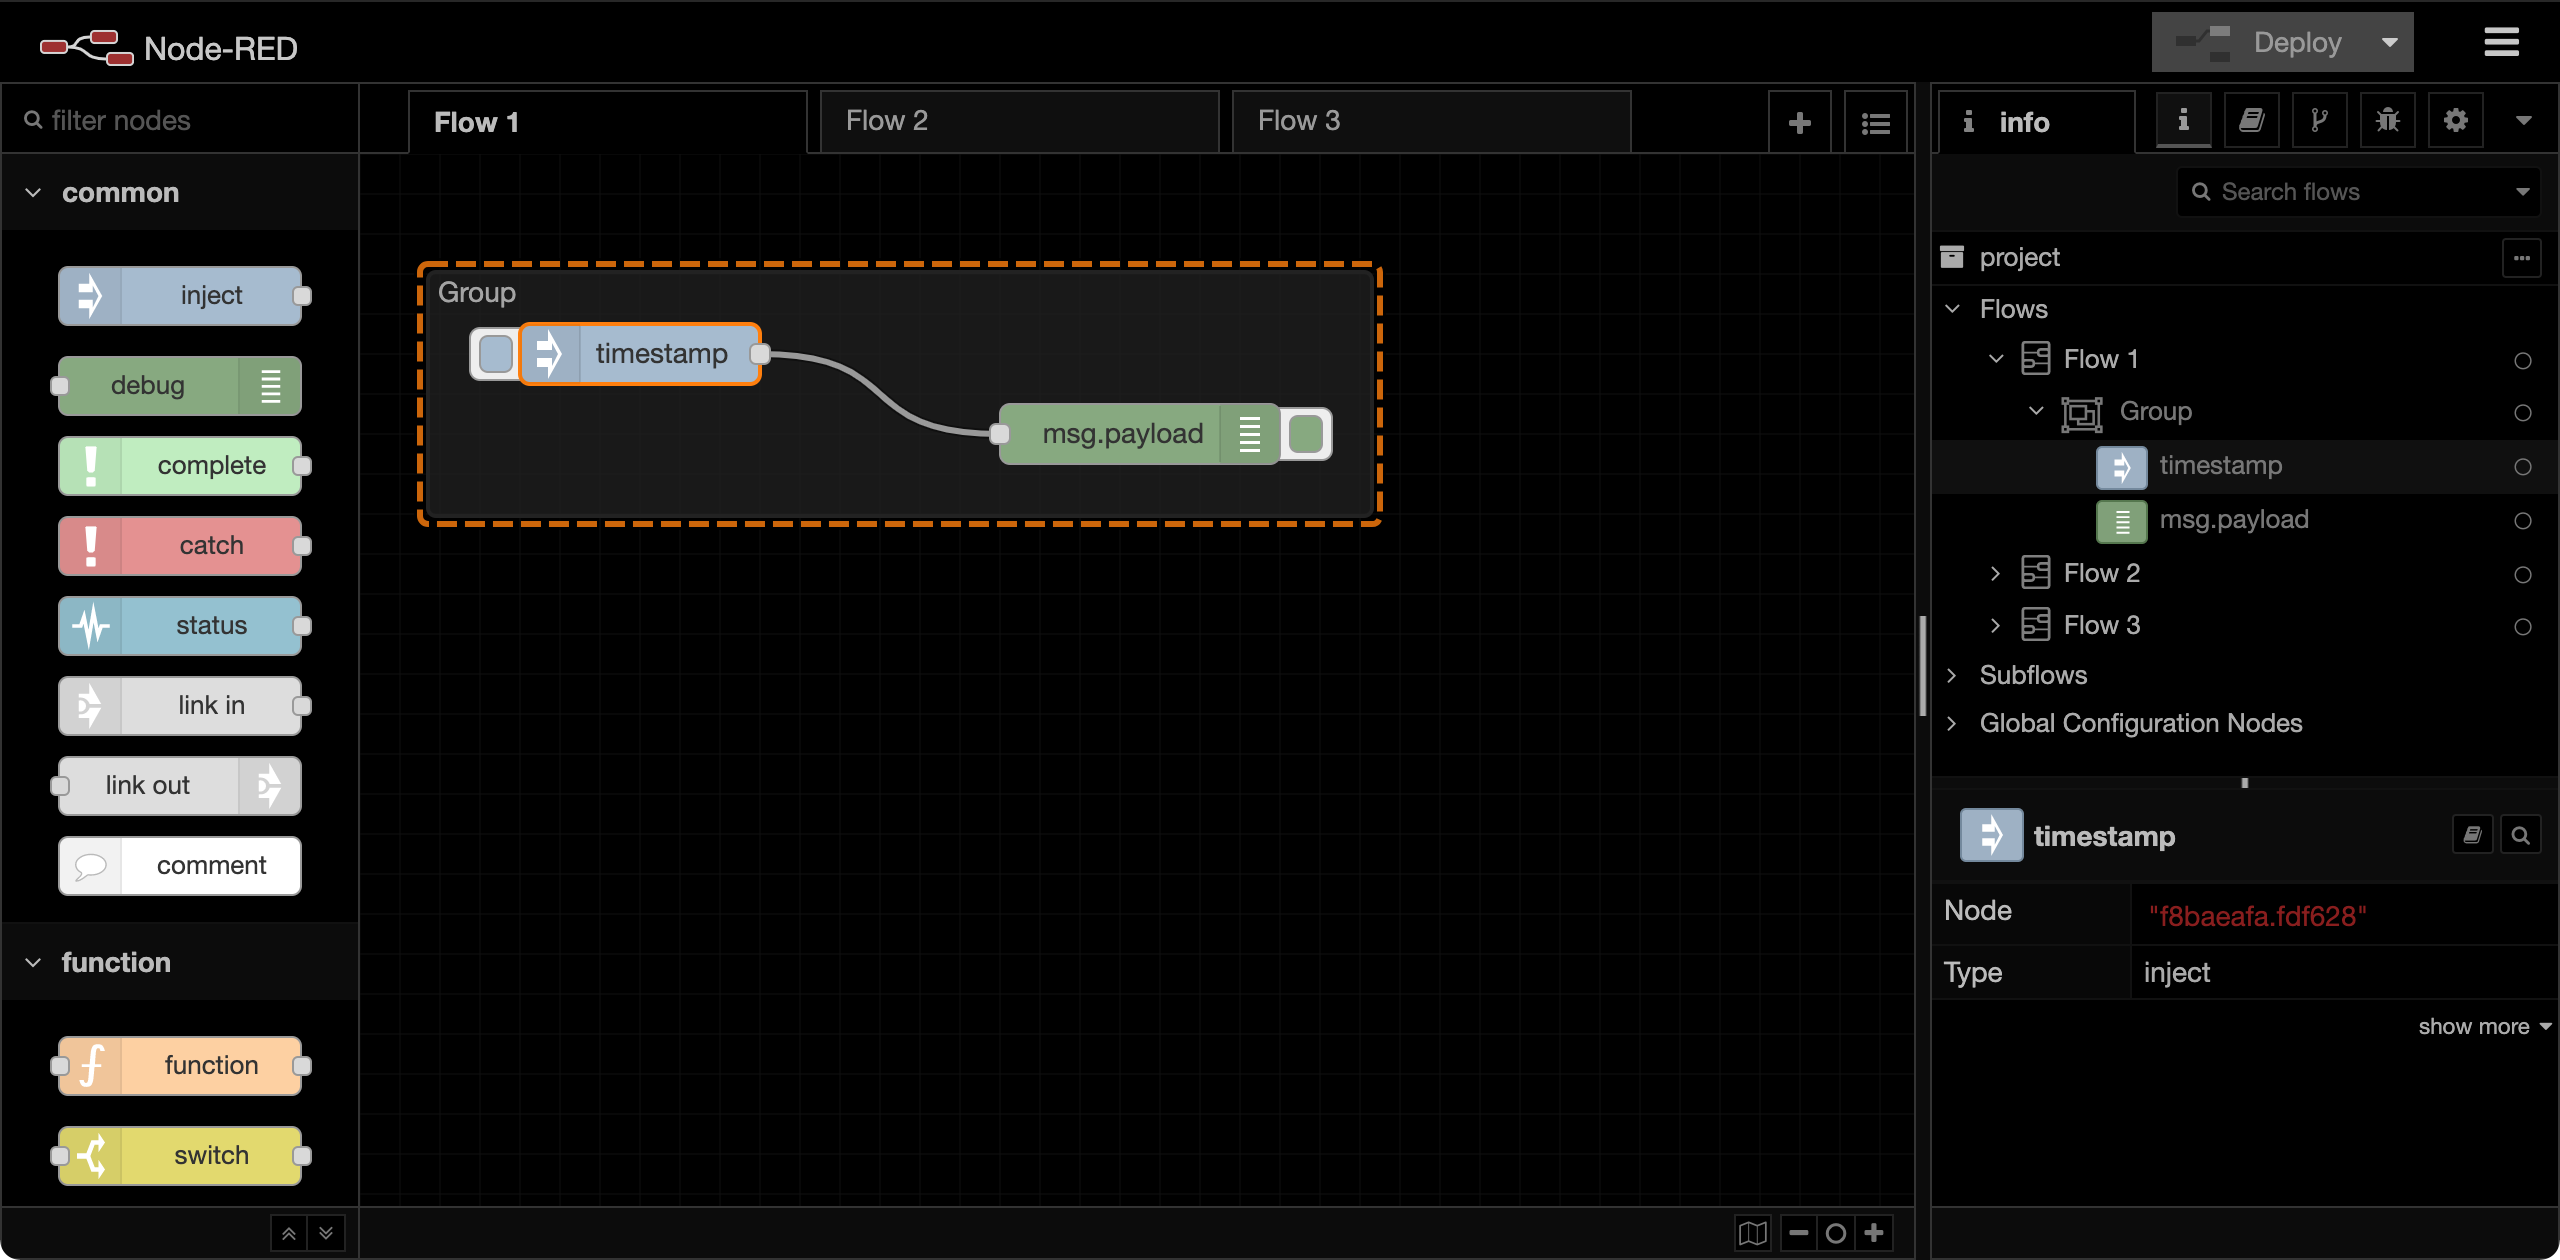 Node-RED
Deploy
filter nodes
Flow 1
Flow 2
Flow 3
info
common
Search flows
inject
debug
complete
catch
status
link in
link out
comment
function
function
switch
Group
timestamp
msg.payload
project
Flows
Flow 1
Group
timestamp
msg.payload
Flow 2
Flow 3
Subflows
Global Configuration Nodes
timestamp
Node
"f8baeafa.fdf628"
Type
inject
show more